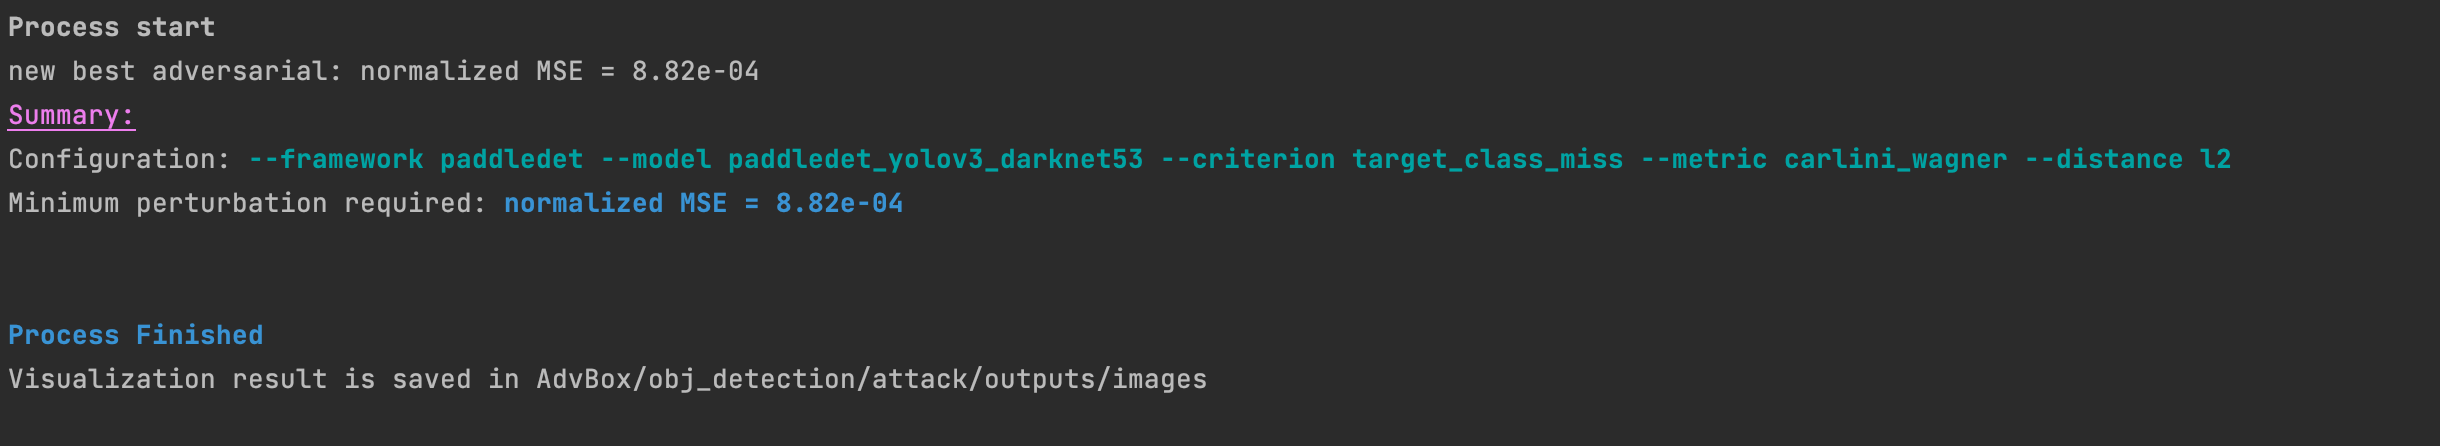 Process start
new best adversarial: normalized MSE = 8.82e-04
Summary:
Configuration: --framework paddledet --model paddledet_yolov3_darknet53 --criterion target_class_miss --metric carlini_wagner --distance l2
Minimum perturbation required: normalized MSE = 8.82e-04
Process Finished
Visualization result is saved in AdvBox/obj_detection/attack/outputs/images